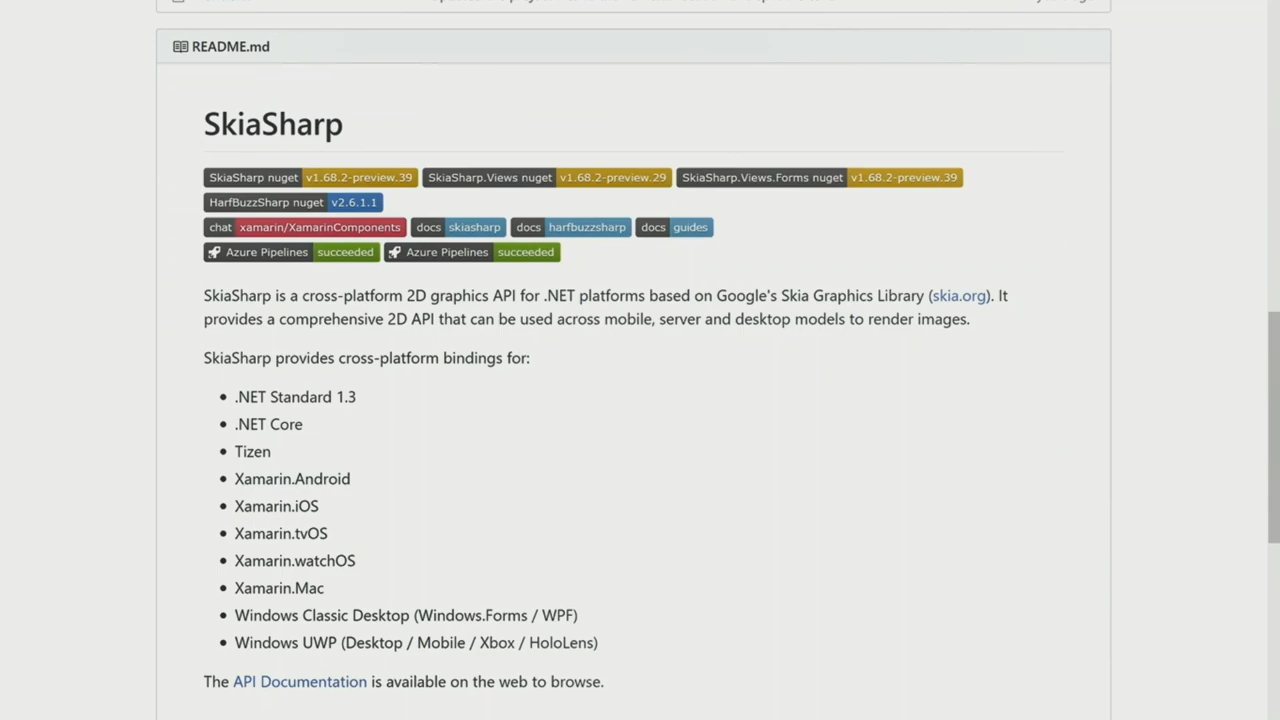 README.md
SkiaSharp
SkiaSharp nuget v1.68.2-preview.39 SkiaSharp.Views nuget v1.68.2-preview.29 SkiaSharp.Views.Forms nuget v1.68.2-preview.39
HarfBuzzSharp nuget v2.6.1.1
chat xamarin/XamarinComponents docs skiasharp docs harfbuzzsharp docs guides
Azure Pipelines succeeded Azure Pipelines succeeded
SkiaSharp is a cross-platform 2D graphics API for .NET platforms based on Google's Skia Graphics Library (skia.org). It
provides a comprehensive 2D API that can be used across mobile, server and desktop models to render images.
SkiaSharp provides cross-platform bindings for:
• .NET Standard 1.3
• .NET Core
• Tizen
• Xamarin.Android
• Xamarin.iOS
• Xamarin.tvOS
• Xamarin.watchOS
• Xamarin.Mac
• Windows Classic Desktop (Windows.Forms / WPF)
• Windows UWP (Desktop / Mobile / Xbox / HoloLens)
The API Documentation is available on the web to browse.